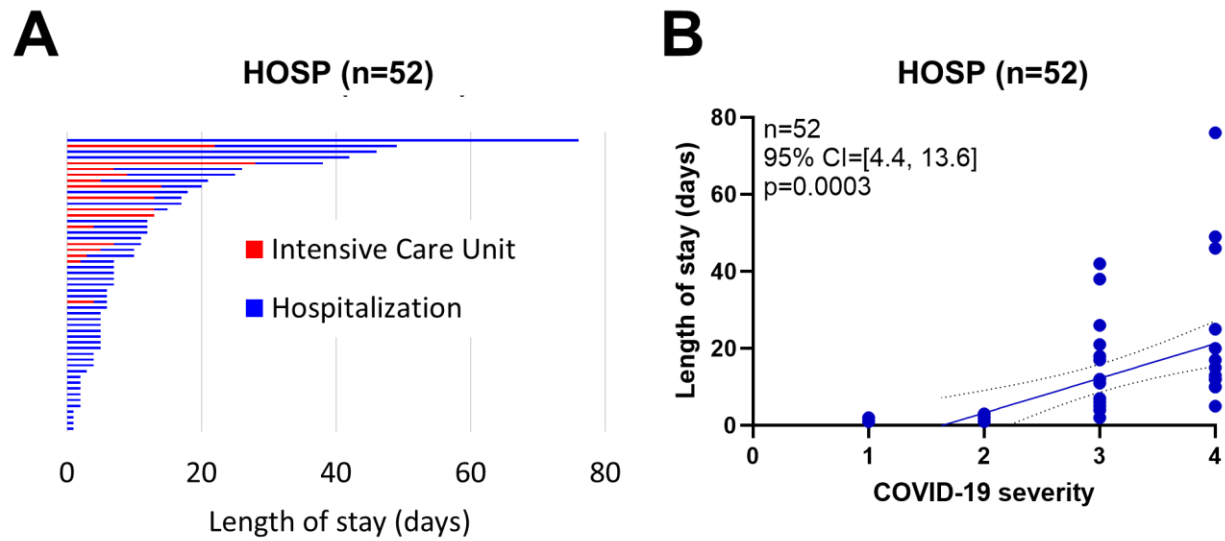 A
HOSP (n=52)
Intensive Care Unit
Hospitalization
0 20 40 60 80
Length of stay (days)
B
HOSP (n=52)
n=52
95% CI=[4.4, 13.6]
p=0.0003
80
60
40
20
0
Length of stay (days)
0 1 2 3 4
COVID-19 severity